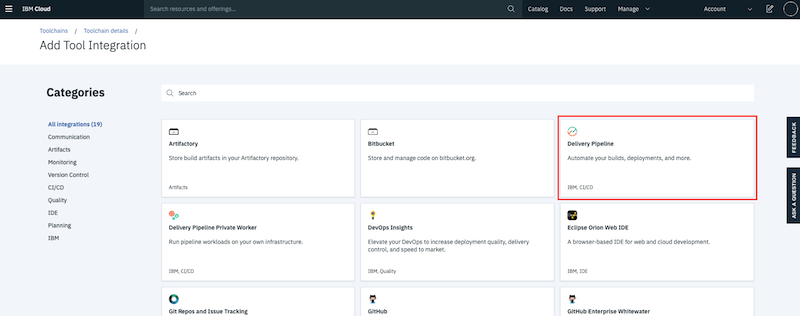 IBM Cloud
Search resources and offerings...
Catalog
Docs
Support
Manage
Account
Toolchains / Toolchain details /
Add Tool Integration
Categories
All integrations (19)
Communication
Artifacts
Monitoring
Version Control
CI/CD
Quality
IDE
Planning
IBM
Search
Artifactory
Store build artifacts in your Artifactory repository.
Artifacts
Bitbucket
Store and manage code on bitbucket.org.
Delivery Pipeline
Automate your builds, deployments, and more.
IBM, CI/CD
Delivery Pipeline Private Worker
Run pipeline workloads on your own infrastructure.
IBM, CI/CD
DevOps Insights
Elevate your DevOps to increase deployment quality, delivery
control, and speed to market.
IBM, Quality
Eclipse Orion Web IDE
A browser-based IDE for web and cloud development.
IBM, IDE
Git Repos and Issue Tracking
GitHub
GitHub Enterprise Whitewater
FEEDBACK
ASK A QUESTION